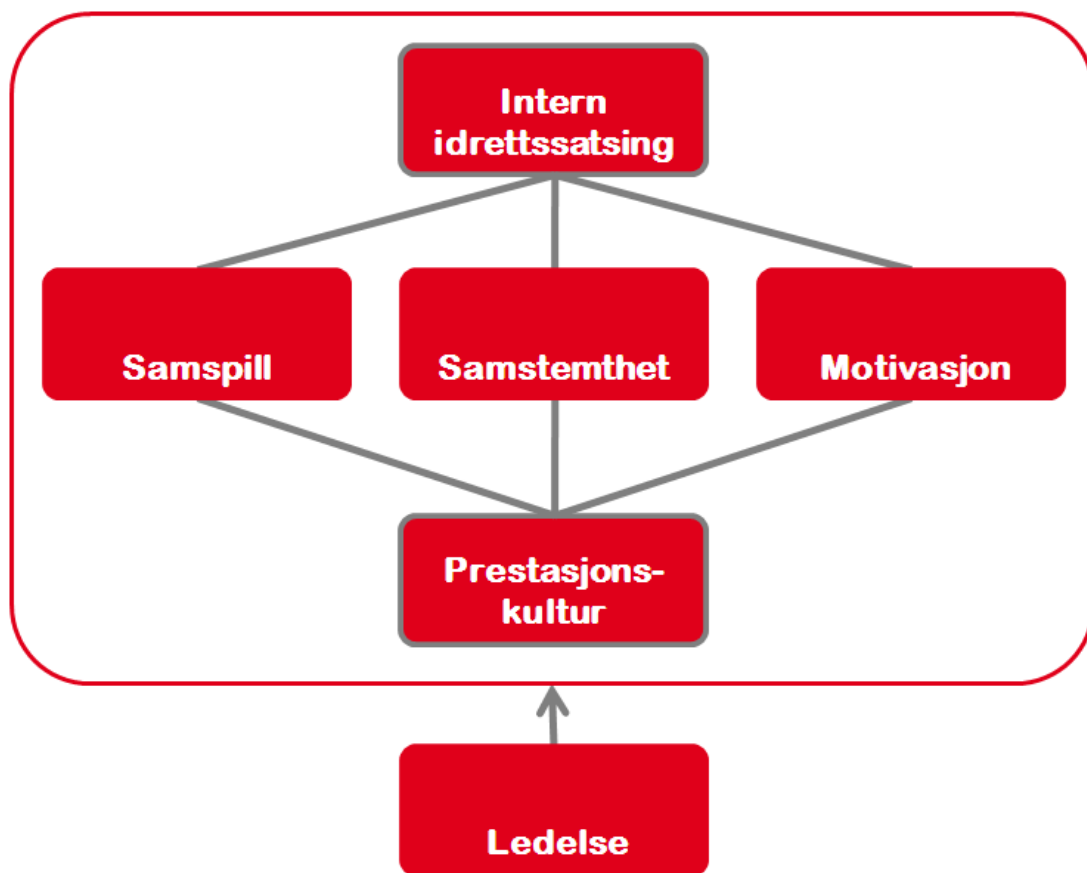 Intern
idrettssatsing
Samspill
Samstemthet
Motivasjon
Prestasjons-
kultur
Ledelse